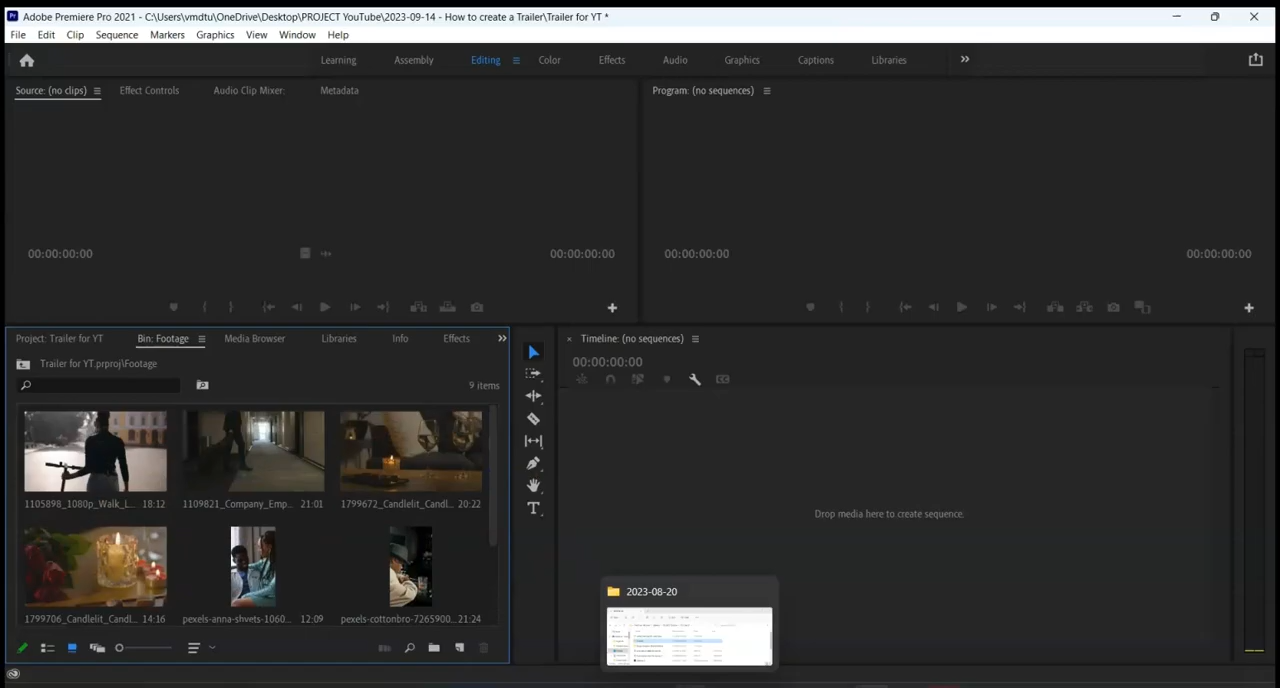 Adobe Premiere Pro 2021 - C:\Users\vmdtu\OneDrive\Desktop\PROJECT YouTube\2023-09-14 - How to create a Trailer\Trailer for YT *
File Edit Clip Sequence Markers Graphics View Window Help
Learning Assembly Editing Color Effects Audio Graphics Captions Libraries
Source: (no clips) Effect Controls Audio Clip Mixer: Metadata
Program: (no sequences)
00:00:00:00 00:00:00:00
00:00:00:00 00:00:00:00
Project: Trailer for YT Bin: Footage Media Browser Libraries Info Effects
Trailer for YT.prproj\Footage
9 items
1105898_1080p_Walk_L... 18:12
1109821_Company_Emp... 21:01
1799672_Candlelit_Candl... 20:22
1799706_Candlelit_Candl... 14:16
pexels-anna-shvets-1060... 12:09
pexels-cottonbro-7265900... 21:24
Timeline: (no sequences)
00:00:00:00
Drop media here to create sequence.
2023-08-20